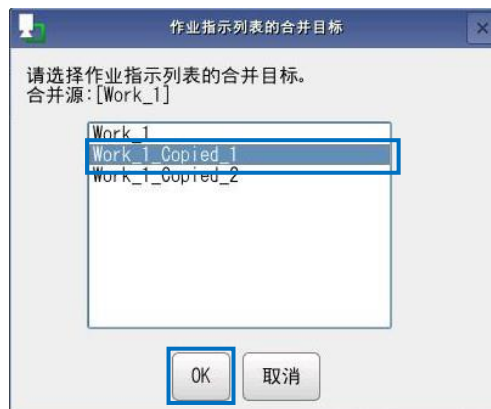 作业指示列表的合并目标
请选择作业指示列表的合并目标。
合并源:[Work_1]
Work_1
Work_1_Copied_1
Work_1_Copied_2
OK
取消